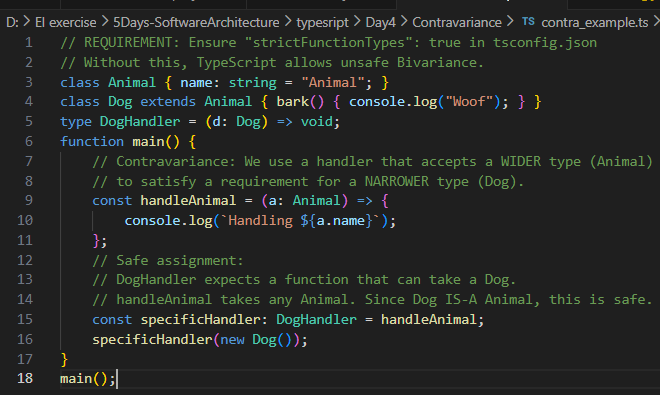 D: > EI exercise > 5Days-SoftwareArchitecture > typesript > Day4 > Contravariance > TS contra_example.ts >
1 // REQUIREMENT: Ensure "strictFunctionTypes": true in tsconfig.json
2 // Without this, TypeScript allows unsafe Bivariance.
3 class Animal { name: string = "Animal"; }
4 class Dog extends Animal { bark() { console.log("Woof"); } }
5 type DogHandler = (d: Dog) => void;
6 function main() {
7 // Contravariance: We use a handler that accepts a WIDER type (Animal)
8 // to satisfy a requirement for a NARROWER type (Dog).
9 const handleAnimal = (a: Animal) => {
10 console.log(`Handling ${a.name}`);
11 };
12 // Safe assignment:
13 // DogHandler expects a function that can take a Dog.
14 // handleAnimal takes any Animal. Since Dog IS-A Animal, this is safe.
15 const specificHandler: DogHandler = handleAnimal;
16 specificHandler(new Dog());
17 }
18 main();